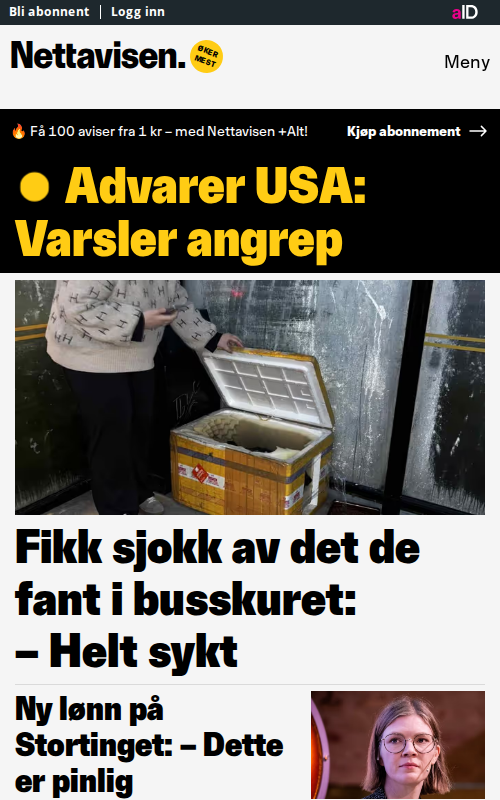 Bli abonnent
Logg inn
aID
Nettavisen.
ØKER
MEST
Meny
🔥 Få 100 aviser fra 1 kr – med Nettavisen +Alt!
Kjøp abonnement →
Advarer USA:
Varsler angrep
Fikk sjokk av det de
fant i busskuret:
– Helt sykt
Ny lønn på
Stortinget: – Dette
er pinlig